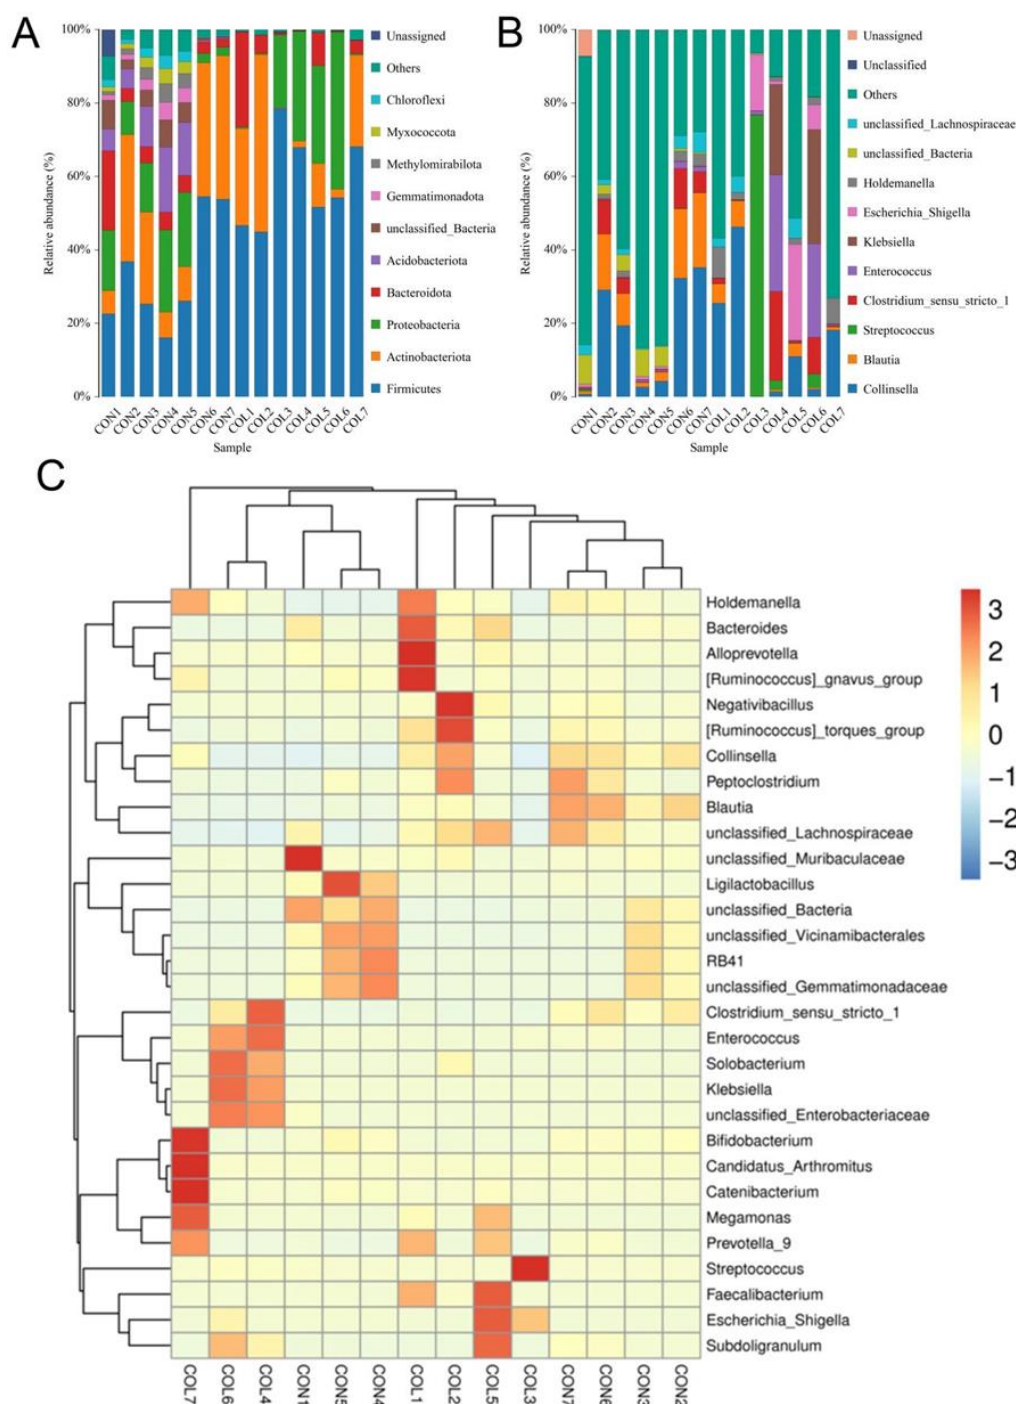 A
100%
80%
60%
40%
20%
0%
Relative abundance (%)
CON1
CON2
CON3
CON4
CON5
CON6
CON7
COL1
COL2
COL3
COL4
COL5
COL6
COL7
Sample
Unassigned
Others
Chloroflexi
Myxococcota
Methylomirabilota
Gemmatimonadota
unclassified_Bacteria
Acidobacteriota
Bacteroidota
Proteobacteria
Actinobacteriota
Firmicutes
B
100%
80%
60%
40%
20%
0%
Relative abundance (%)
CON1
CON2
CON3
CON4
CON5
CON6
CON7
COL1
COL2
COL3
COL4
COL5
COL6
COL7
Sample
Unassigned
Unclassified
Others
unclassified_Lachnospiraceae
unclassified_Bacteria
Holdemanella
Escherichia_Shigella
Klebsiella
Enterococcus
Clostridium_sensu_stricto_1
Streptococcus
Blautia
Collinsella
C
Holdemanella
Bacteroides
Alloprevotella
[Ruminococcus]_gnavus_group
Negativibacillus
[Ruminococcus]_torques_group
Collinsella
Peptoclostridium
Blautia
unclassified_Lachnospiraceae
unclassified_Muribaculaceae
Ligilactobacillus
unclassified_Bacteria
unclassified_Vicinamibacterales
RB41
unclassified_Gemmatimonadaceae
Clostridium_sensu_stricto_1
Enterococcus
Solobacterium
Klebsiella
unclassified_Enterobacteriaceae
Bifidobacterium
Candidatus_Arthromitus
Catenibacterium
Megamonas
Prevotella_9
Streptococcus
Faecalibacterium
Escherichia_Shigella
Subdoligranulum
COL7
COL6
COL4
CON1
CON5
CON4
COL1
COL2
COL5
COL3
CON7
CON6
CON3
CON2
3
2
1
0
−1
−2
−3